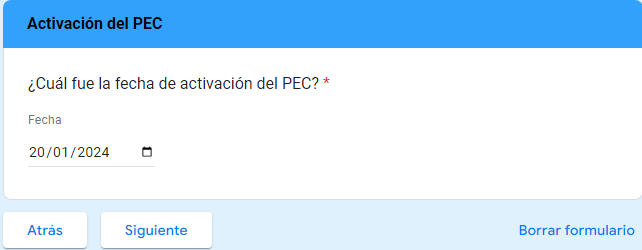 Activación del PEC
¿Cuál fue la fecha de activación del PEC? *
Fecha
20/01/2024
Atrás Siguiente Borrar formulario